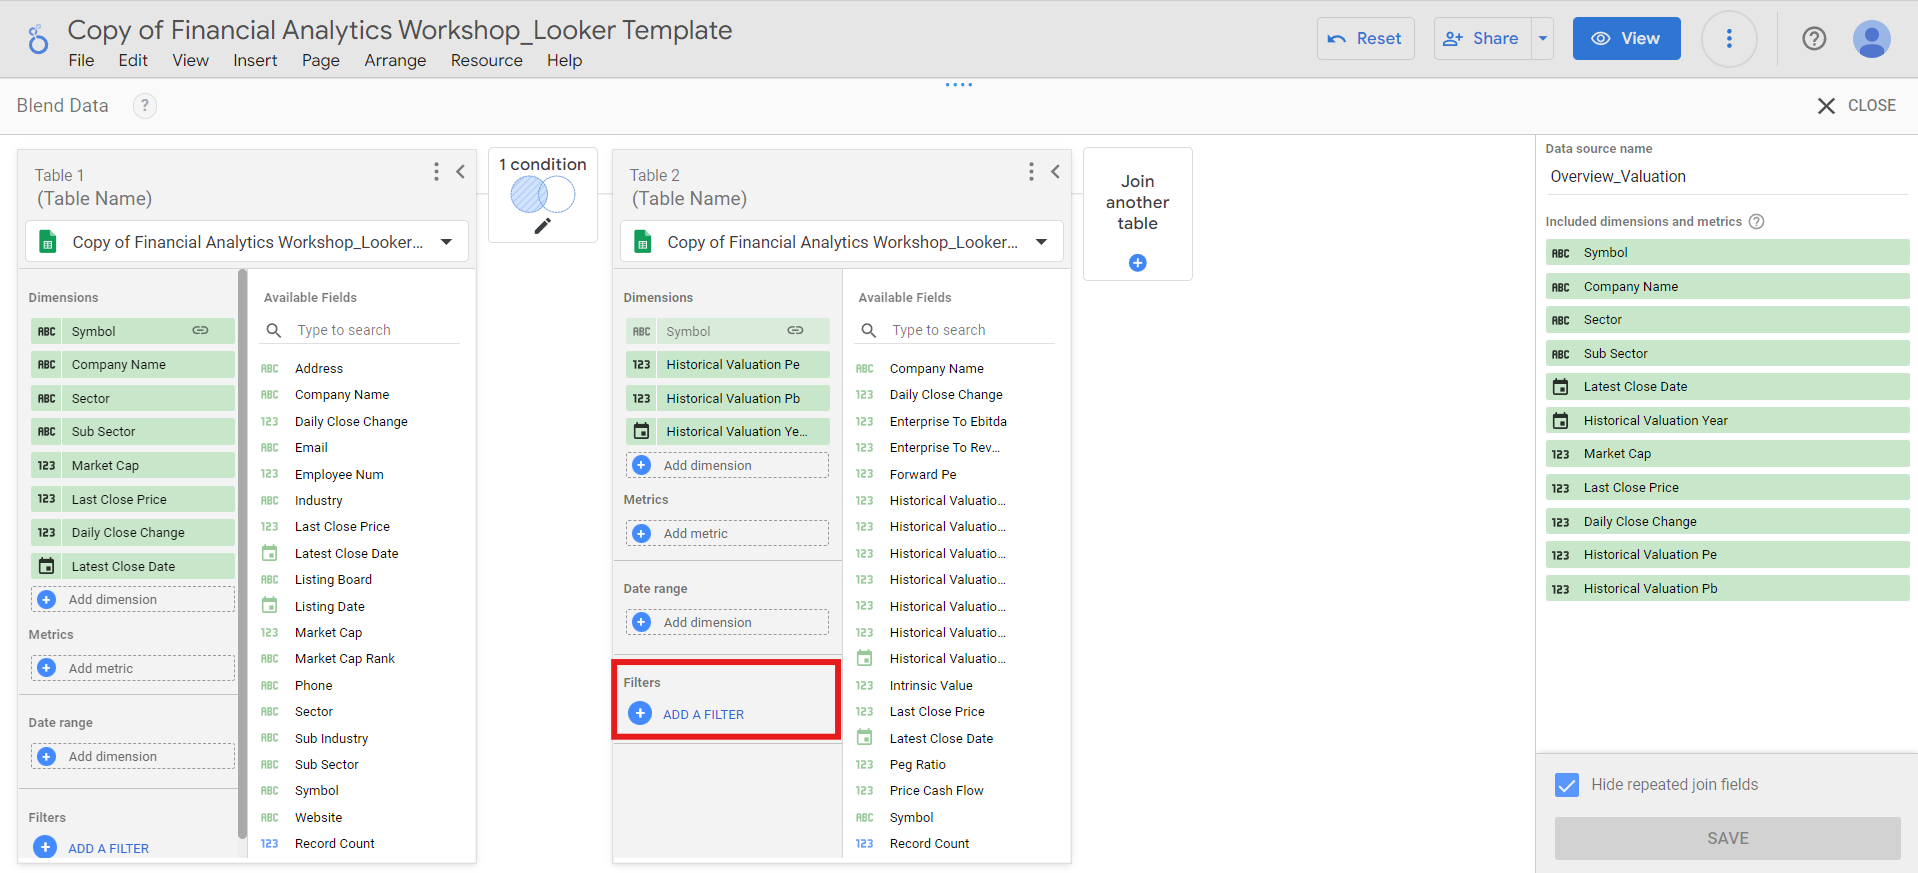 Copy of Financial Analytics Workshop_Looker Template
File Edit View Insert Page Arrange Resource Help
Reset
Share
View
Blend Data
CLOSE
Table 1
(Table Name)
Copy of Financial Analytics Workshop_Looker...
Dimensions
ABC Symbol
ABC Company Name
ABC Sector
ABC Sub Sector
123 Market Cap
123 Last Close Price
123 Daily Close Change
Latest Close Date
Add dimension
Metrics
Add metric
Date range
Add dimension
Filters
ADD A FILTER
Available Fields
Type to search
ABC Address
ABC Company Name
123 Daily Close Change
ABC Email
123 Employee Num
ABC Industry
123 Last Close Price
Latest Close Date
ABC Listing Board
Listing Date
123 Market Cap
ABC Market Cap Rank
ABC Phone
ABC Sector
ABC Sub Industry
ABC Sub Sector
ABC Symbol
ABC Website
123 Record Count
1 condition
Table 2
(Table Name)
Copy of Financial Analytics Workshop_Looker...
Dimensions
ABC Symbol
123 Historical Valuation Pe
123 Historical Valuation Pb
Historical Valuation Ye...
Add dimension
Metrics
Add metric
Date range
Add dimension
Filters
ADD A FILTER
Available Fields
Type to search
ABC Company Name
123 Daily Close Change
123 Enterprise To Ebitda
123 Enterprise To Rev...
123 Forward Pe
123 Historical Valuatio...
123 Historical Valuatio...
123 Historical Valuatio...
123 Historical Valuatio...
123 Historical Valuatio...
123 Historical Valuatio...
Historical Valuatio...
123 Intrinsic Value
123 Last Close Price
Latest Close Date
123 Peg Ratio
123 Price Cash Flow
ABC Symbol
123 Record Count
Join
another
table
Data source name
Overview_Valuation
Included dimensions and metrics
ABC Symbol
ABC Company Name
ABC Sector
ABC Sub Sector
Latest Close Date
Historical Valuation Year
123 Market Cap
123 Last Close Price
123 Daily Close Change
123 Historical Valuation Pe
123 Historical Valuation Pb
Hide repeated join fields
SAVE